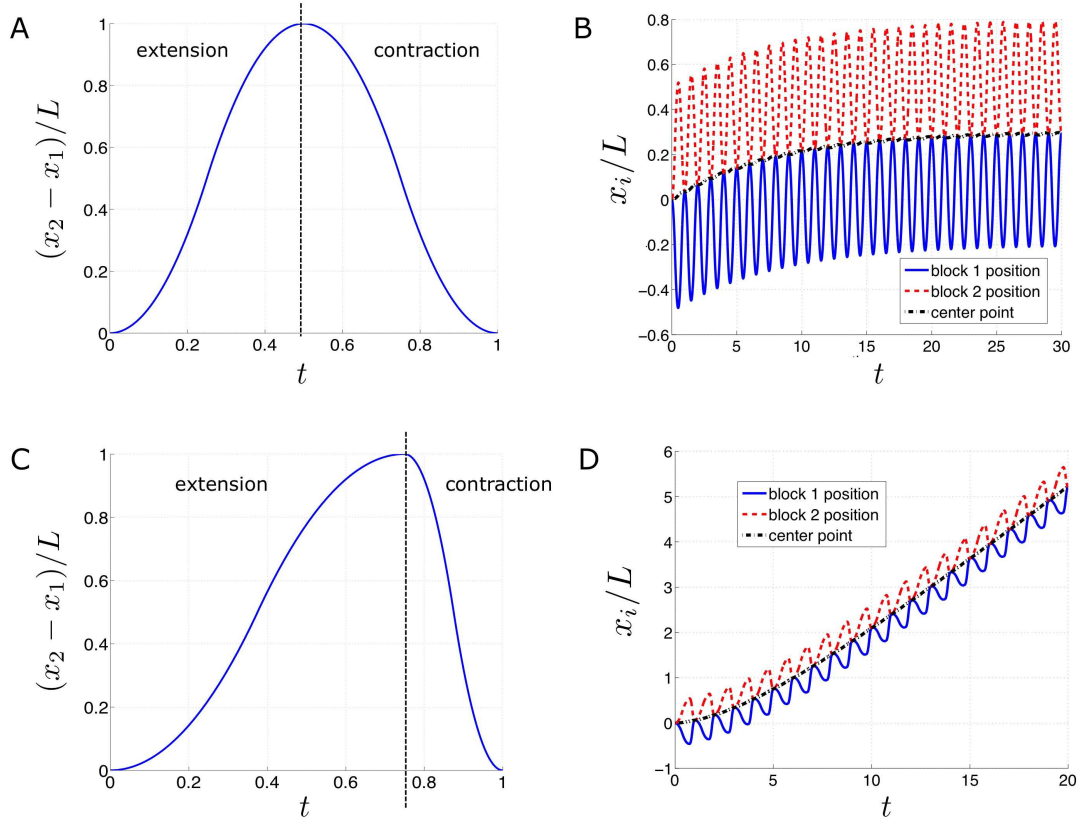 A
extension
contraction
(x₂ − x₁)/L
1
0.8
0.6
0.4
0.2
0
0
0.2
0.4
0.6
0.8
1
t
B
xᵢ/L
0.8
0.6
0.4
0.2
0
−0.2
−0.4
−0.6
0
5
10
15
20
25
30
block 1 position
block 2 position
center point
t
C
extension
contraction
(x₂ − x₁)/L
1
0.8
0.6
0.4
0.2
0
0
0.2
0.4
0.6
0.8
1
t
D
xᵢ/L
6
5
4
3
2
1
0
−1
0
5
10
15
20
block 1 position
block 2 position
center point
t